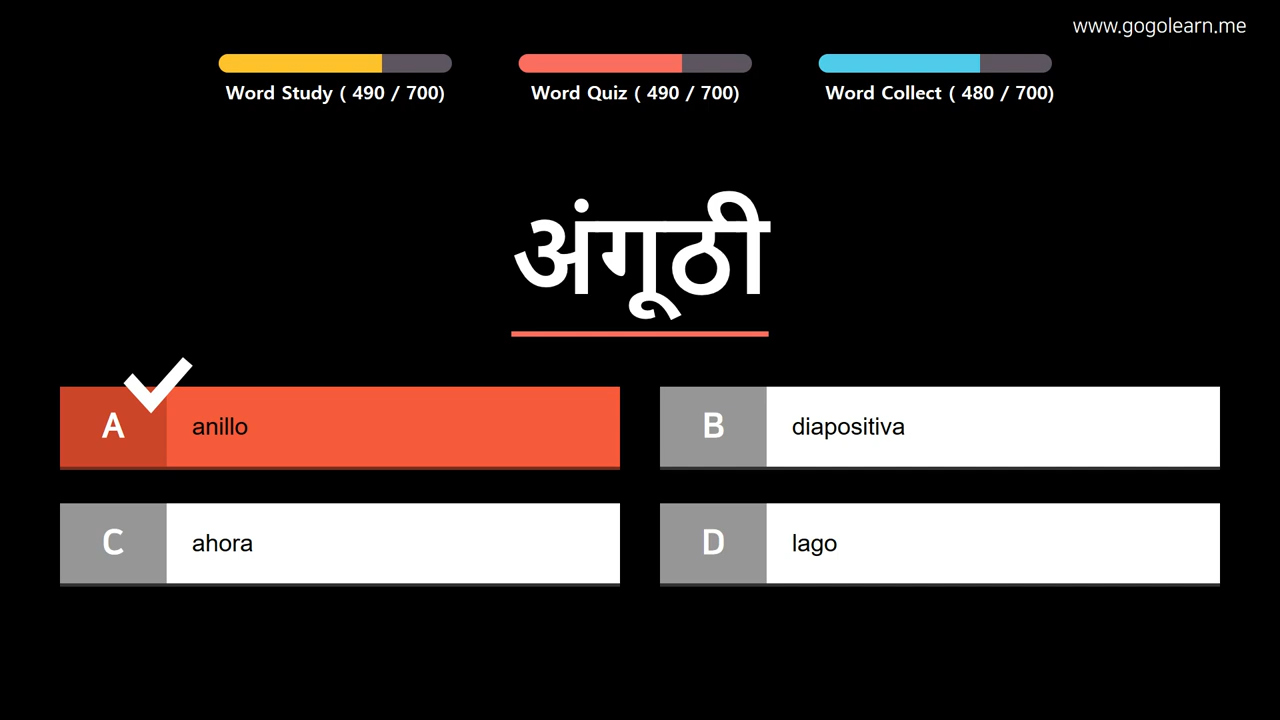 www.gogolearn.me
Word Study ( 490 / 700) Word Quiz ( 490 / 700) Word Collect ( 480 / 700)
अंगूठी
A anillo
B diapositiva
C ahora
D lago